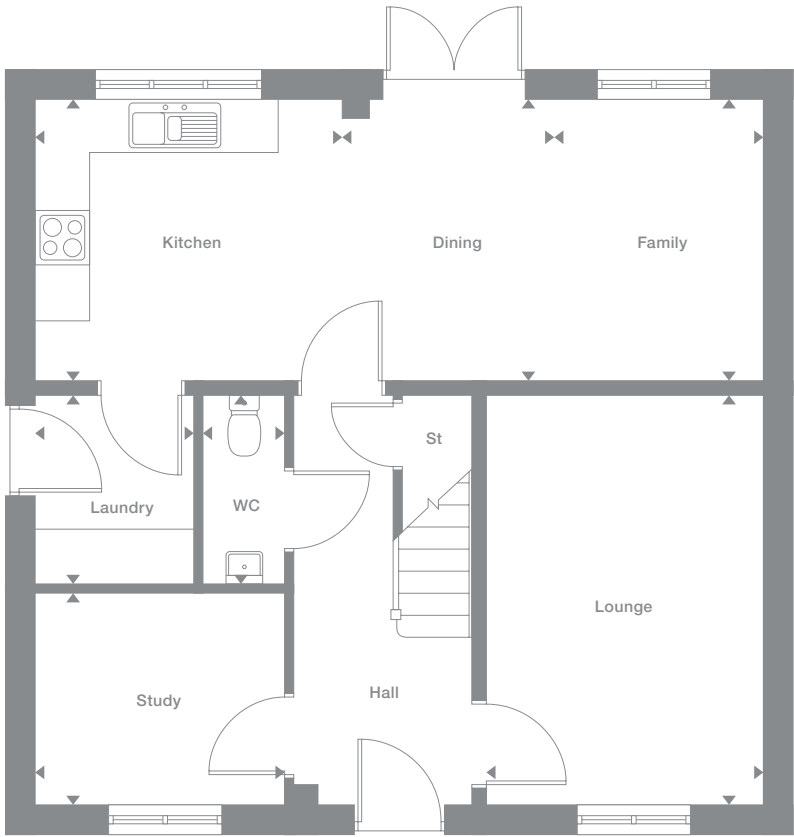 Kitchen
Dining
Family
St
Laundry
WC
Lounge
Study
Hall